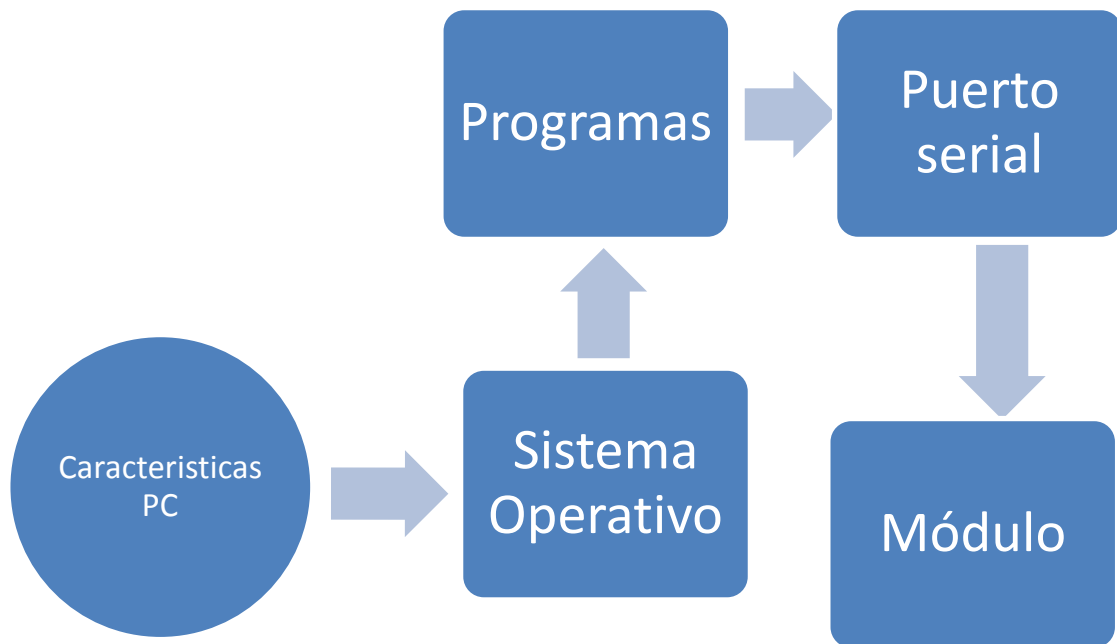 Programas
Puerto
serial
Caracteristicas
PC
Sistema
Operativo
Módulo